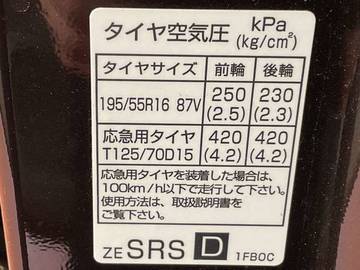 タイヤ空気圧 kPa
(kg/cm²)
タイヤサイズ 前輪 後輪
195/55R16 87V 250 (2.5) 230 (2.3)
応急用タイヤ T125/70D15 420 (4.2) 420 (4.2)
応急用タイヤを装着した場合は、
100km/h以下で走行して下さい。
使用方法は、取扱説明書を
ご覧下さい。
ZE SRS D 1FB0C